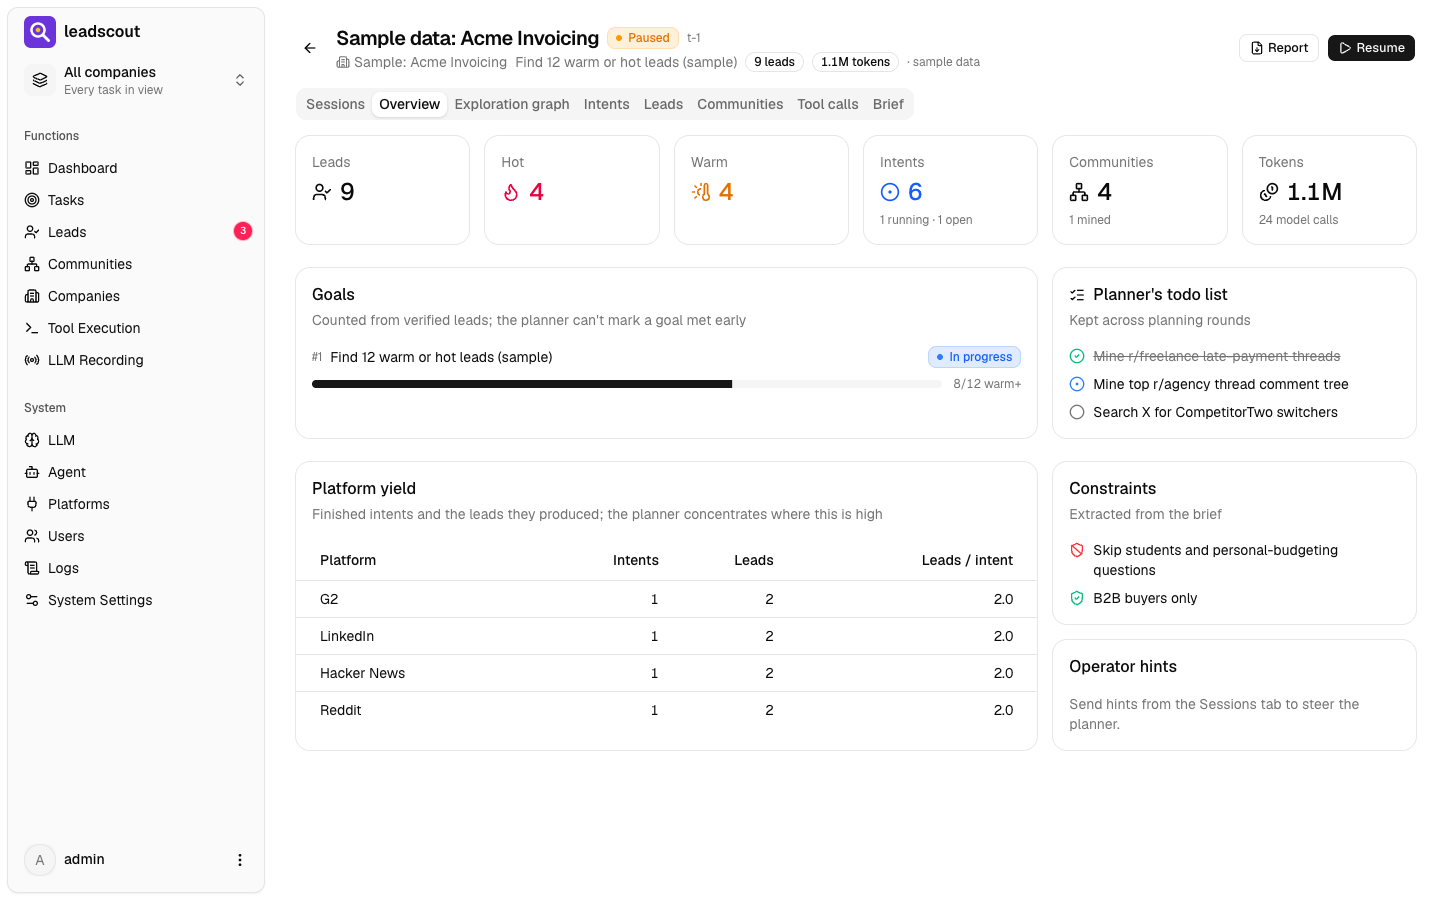 leadscout
All companies
Every task in view
Functions
Dashboard
Tasks
Leads
3
Communities
Companies
Tool Execution
LLM Recording
System
LLM
Agent
Platforms
Users
Logs
System Settings
A
admin
Sample data: Acme Invoicing
Paused
t-1
Sample: Acme Invoicing Find 12 warm or hot leads (sample)
9 leads
1.1M tokens
· sample data
Report
Resume
Sessions Overview Exploration graph Intents Leads Communities Tool calls Brief
Leads
9
Hot
4
Warm
4
Intents
6
1 running · 1 open
Communities
4
1 mined
Tokens
1.1M
24 model calls
Goals
Counted from verified leads; the planner can't mark a goal met early
#1 Find 12 warm or hot leads (sample)
In progress
8/12 warm+
Planner's todo list
Kept across planning rounds
Mine r/freelance late-payment threads
Mine top r/agency thread comment tree
Search X for CompetitorTwo switchers
Platform yield
Finished intents and the leads they produced; the planner concentrates where this is high
Platform Intents Leads Leads / intent
G2 1 2 2.0
LinkedIn 1 2 2.0
Hacker News 1 2 2.0
Reddit 1 2 2.0
Constraints
Extracted from the brief
Skip students and personal-budgeting
questions
B2B buyers only
Operator hints
Send hints from the Sessions tab to steer the
planner.